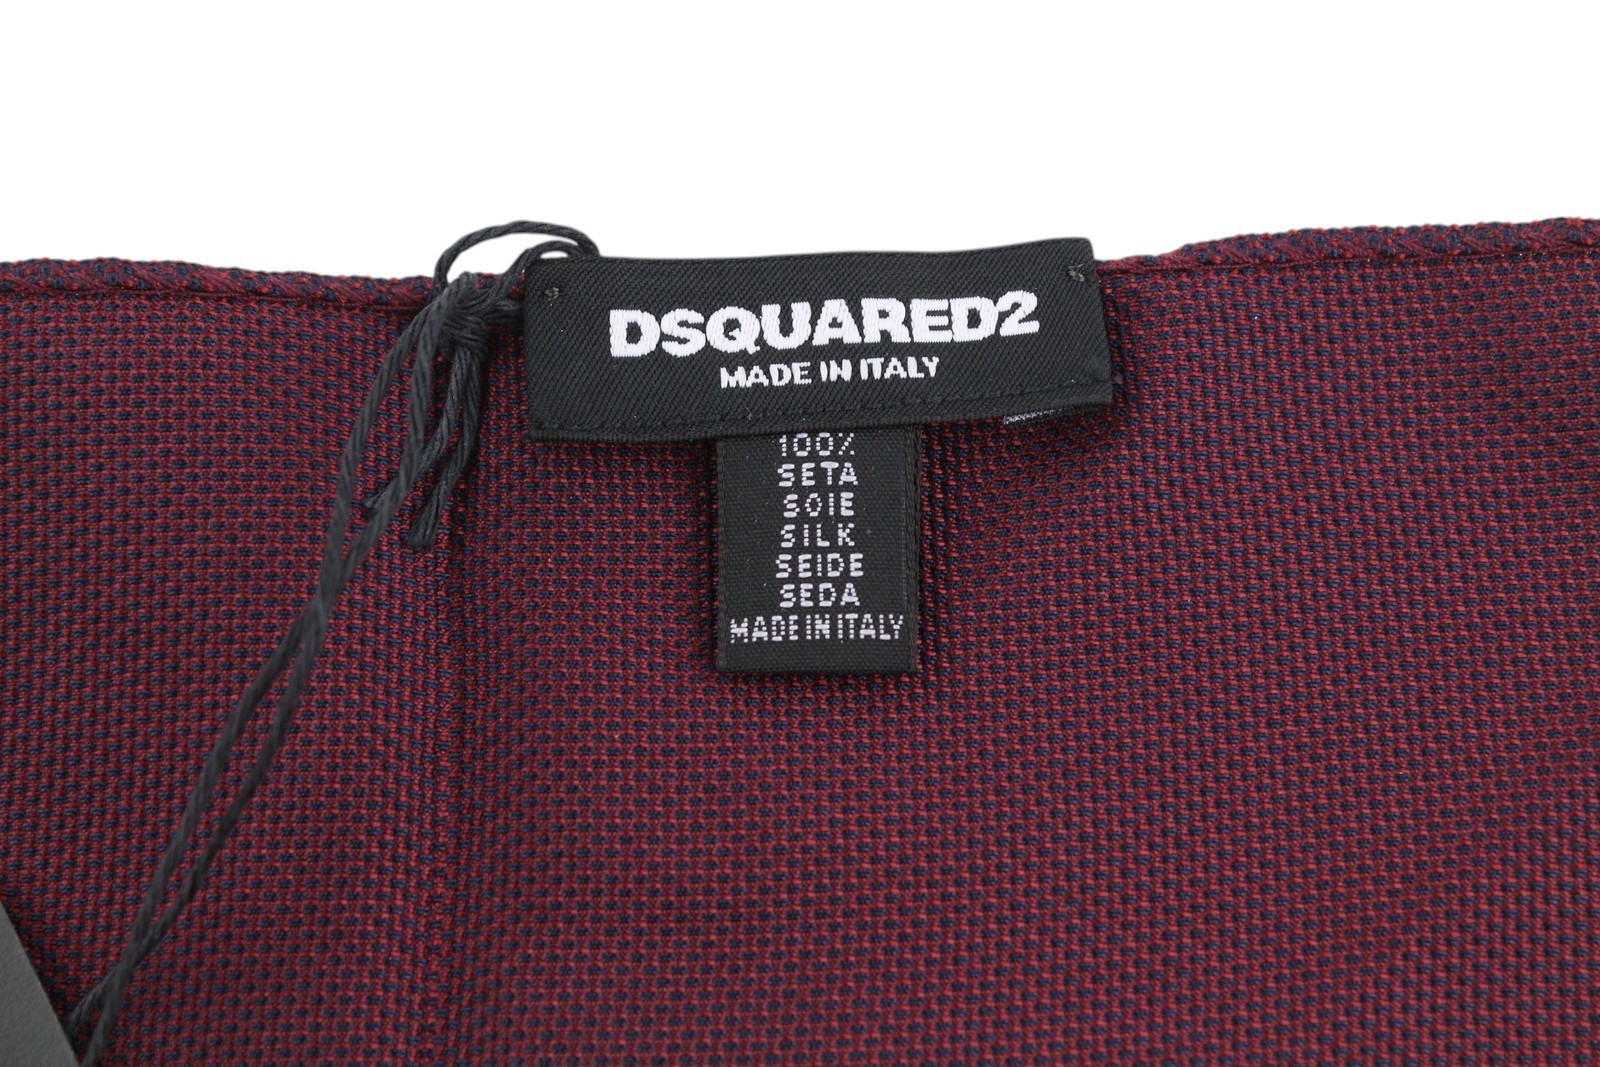 DSQUARED2
MADE IN ITALY
100%
SETA
SOIE
SILK
SEIDE
SEDA
MADE IN ITALY